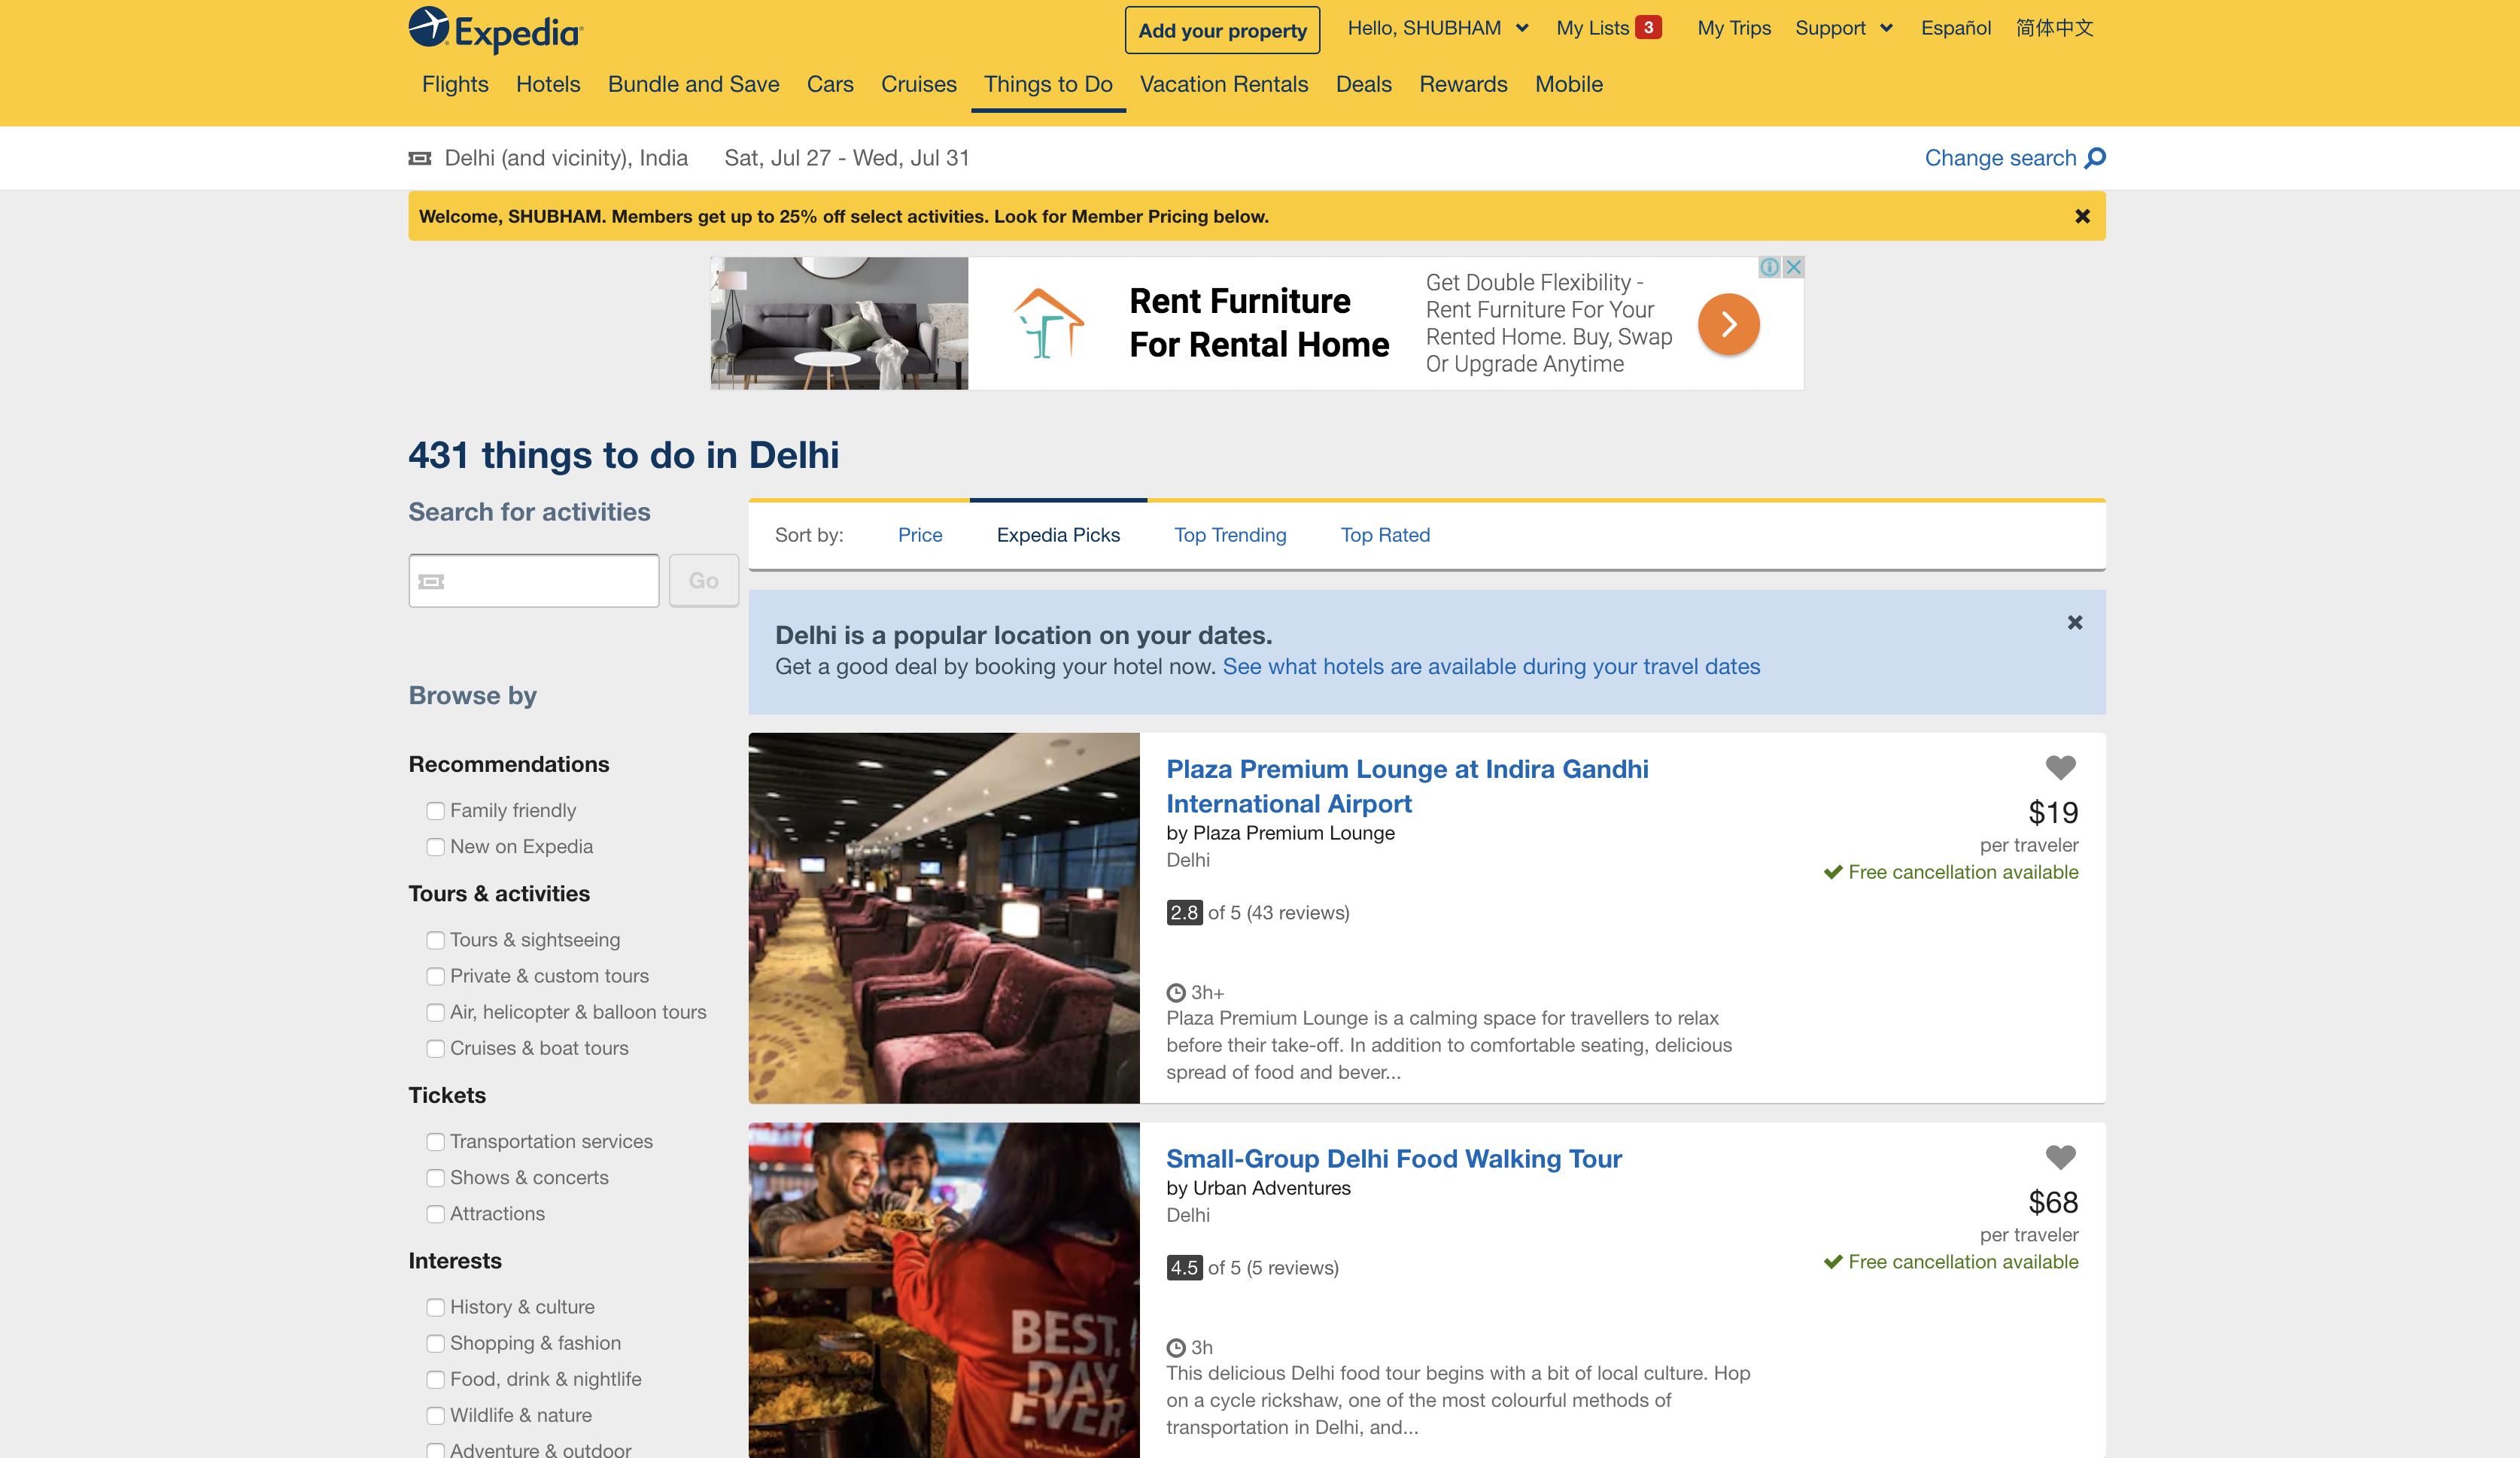 Expedia
Add your property
Hello, SHUBHAM
My Lists 3
My Trips
Support
Español
简体中文
Flights
Hotels
Bundle and Save
Cars
Cruises
Things to Do
Vacation Rentals
Deals
Rewards
Mobile
Delhi (and vicinity), India
Sat, Jul 27 - Wed, Jul 31
Change search
Welcome, SHUBHAM. Members get up to 25% off select activities. Look for Member Pricing below.
Rent Furniture
For Rental Home
Get Double Flexibility -
Rent Furniture For Your
Rented Home. Buy, Swap
Or Upgrade Anytime
431 things to do in Delhi
Search for activities
Go
Browse by
Recommendations
Family friendly
New on Expedia
Tours & activities
Tours & sightseeing
Private & custom tours
Air, helicopter & balloon tours
Cruises & boat tours
Tickets
Transportation services
Shows & concerts
Attractions
Interests
History & culture
Shopping & fashion
Food, drink & nightlife
Wildlife & nature
Adventure & outdoor
Sort by:
Price
Expedia Picks
Top Trending
Top Rated
Delhi is a popular location on your dates.
Get a good deal by booking your hotel now. See what hotels are available during your travel dates
Plaza Premium Lounge at Indira Gandhi
International Airport
by Plaza Premium Lounge
Delhi
2.8 of 5 (43 reviews)
3h+
Plaza Premium Lounge is a calming space for travellers to relax
before their take-off. In addition to comfortable seating, delicious
spread of food and bever...
$19
per traveler
Free cancellation available
Small-Group Delhi Food Walking Tour
by Urban Adventures
Delhi
4.5 of 5 (5 reviews)
3h
This delicious Delhi food tour begins with a bit of local culture. Hop
on a cycle rickshaw, one of the most colourful methods of
transportation in Delhi, and...
$68
per traveler
Free cancellation available
BEST.
DAY
EVER